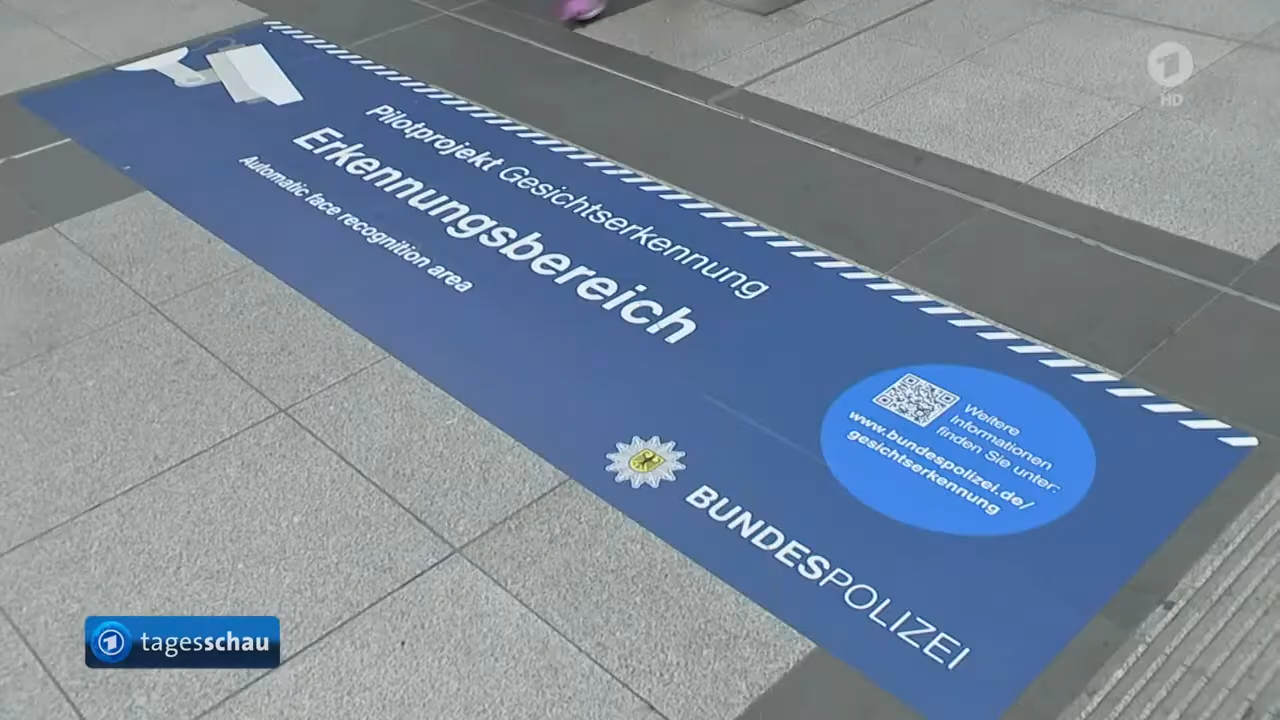 Pilotprojekt Gesichtserkennung
Erkennungsbereich
Automatic face recognition area
Weitere
Informationen
finden Sie unter:
www.bundespolizei.de/
gesichtserkennung
BUNDESPOLIZEI
1
HD
1 tagesschau